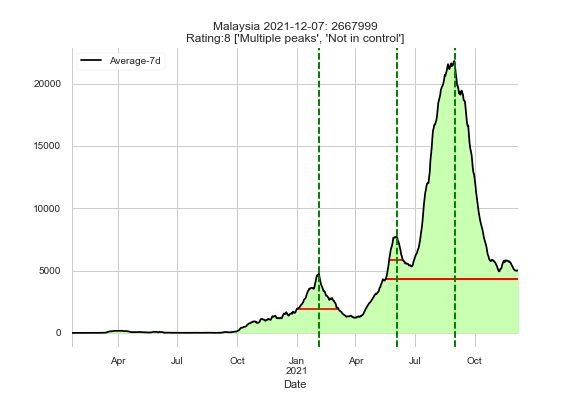 Malaysia 2021-12-07: 2667999
Rating:8 ['Multiple peaks', 'Not in control']
Average-7d
20000
15000
10000
5000
0
Apr Jul Oct Jan Apr Jul Oct
2021
Date